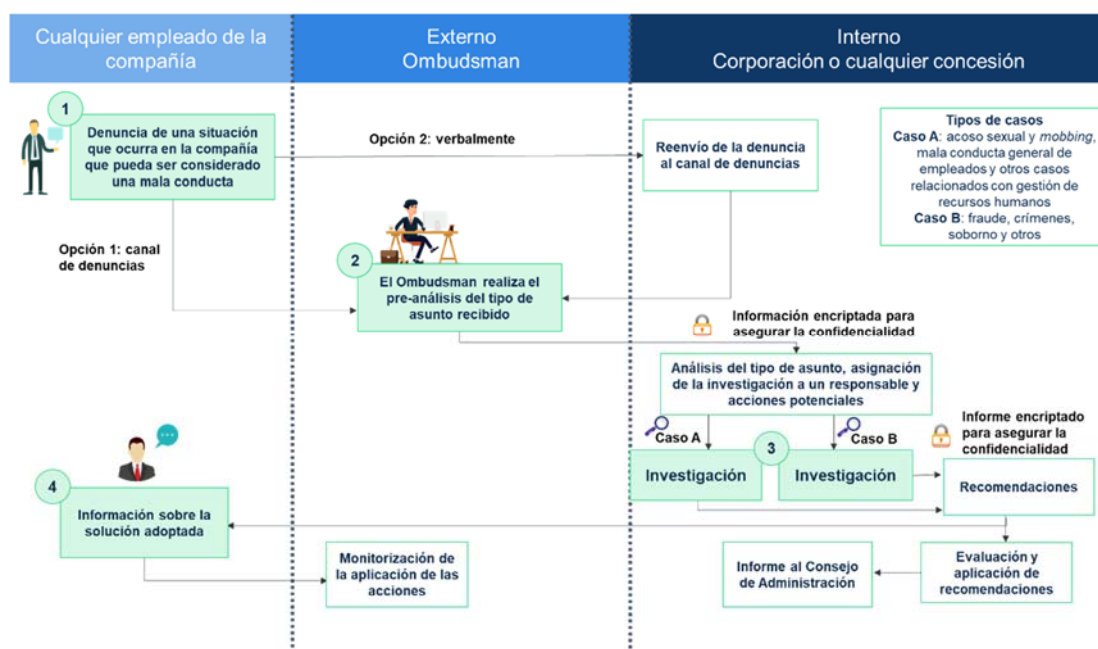 Cualquier empleado de la
compañía
Externo
Ombudsman
Interno
Corporación o cualquier concesión
1
Denuncia de una situación
que ocurra en la compañía
que pueda ser considerado
una mala conducta
Opción 2: verbalmente
Reenvío de la denuncia
al canal de denuncias
Tipos de casos
Caso A: acoso sexual y mobbing,
mala conducta general de
empleados y otros casos
relacionados con gestión de
recursos humanos
Caso B: fraude, crímenes,
soborno y otros
Opción 1: canal
de denuncias
2
El Ombudsman realiza el
pre-análisis del tipo de
asunto recibido
Información encriptada para
asegurar la confidencialidad
Análisis del tipo de asunto, asignación
de la investigación a un responsable y
acciones potenciales
Caso A
Caso B
Informe encriptado
para asegurar la
confidencialidad
3
Investigación
Investigación
Recomendaciones
4
Información sobre la
solución adoptada
Monitorización de
la aplicación de las
acciones
Informe al Consejo
de Administración
Evaluación y
aplicación de
recomendaciones